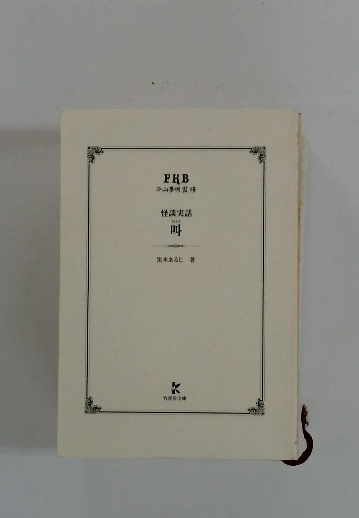 FKB
平山夢明 監修
怪談実話
叫
黒木あるじ 著
竹書房文庫